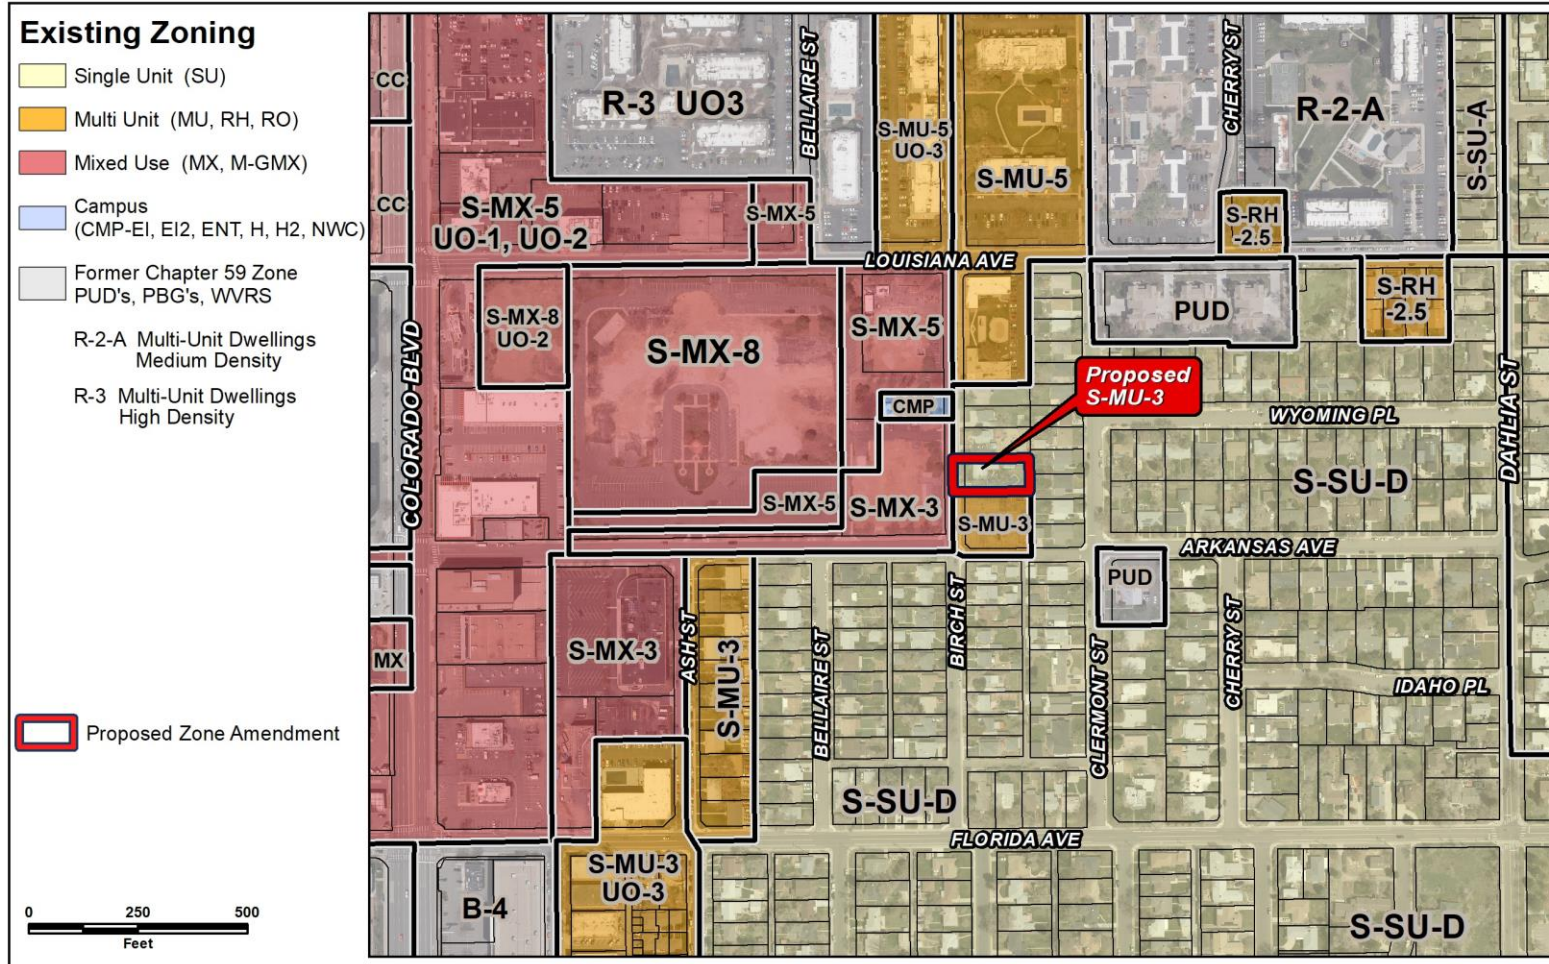 Existing Zoning
Single Unit (SU)
Multi Unit (MU, RH, RO)
Mixed Use (MX, M-GMX)
Campus
(CMP-EI, EI2, ENT, H, H2, NWC)
Former Chapter 59 Zone
PUD's, PBG's, WVRS
R-2-A Multi-Unit Dwellings
Medium Density
R-3 Multi-Unit Dwellings
High Density
Proposed Zone Amendment
0 250 500
Feet
CC
CC
MX
COLORADO BLVD
R-3 UO3
BELLAIRE ST
S-MU-5
UO-3
S-MU-5
CHERRY ST
R-2-A
S-SU-A
S-RH
-2.5
S-MX-5
UO-1, UO-2
S-MX-5
LOUISIANA AVE
S-MX-8
UO-2
S-MX-8
S-MX-5
PUD
S-RH
-2.5
DAHLIA ST
Proposed
S-MU-3
CMP
WYOMING PL
S-MX-5
S-MX-3
S-MU-3
S-SU-D
ARKANSAS AVE
PUD
S-MX-3
ASH ST
S-MU-3
BELLAIRE ST
BIRCH ST
CLERMONT ST
CHERRY ST
IDAHO PL
S-SU-D
FLORIDA AVE
S-MU-3
UO-3
B-4
S-SU-D